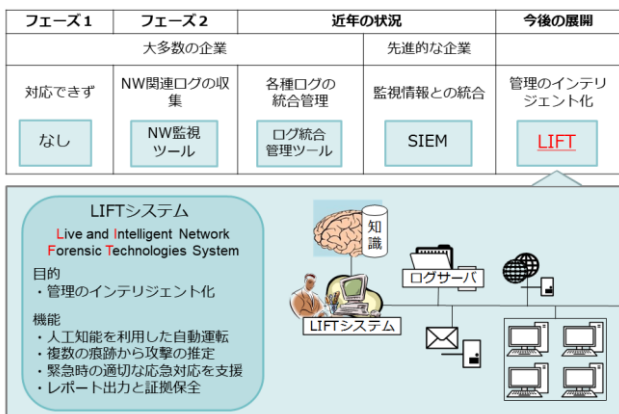 フェーズ1 フェーズ2 近年の状況 今後の展開
大多数の企業 先進的な企業
対応できず NW関連ログの収 各種ログの 監視情報との統合 管理のインテリ
集 統合管理 ジェント化
なし NW監視 ログ統合 SIEM LIFT
ツール 管理ツール
LIFTシステム
Live and Intelligent Network
Forensic Technologies System
目的
・管理のインテリジェント化
機能
・人工知能を利用した自動運転
・複数の痕跡から攻撃の推定
・緊急時の適切な応急対応を支援
・レポート出力と証拠保全
知
識
ログサーバ
LIFTシステム